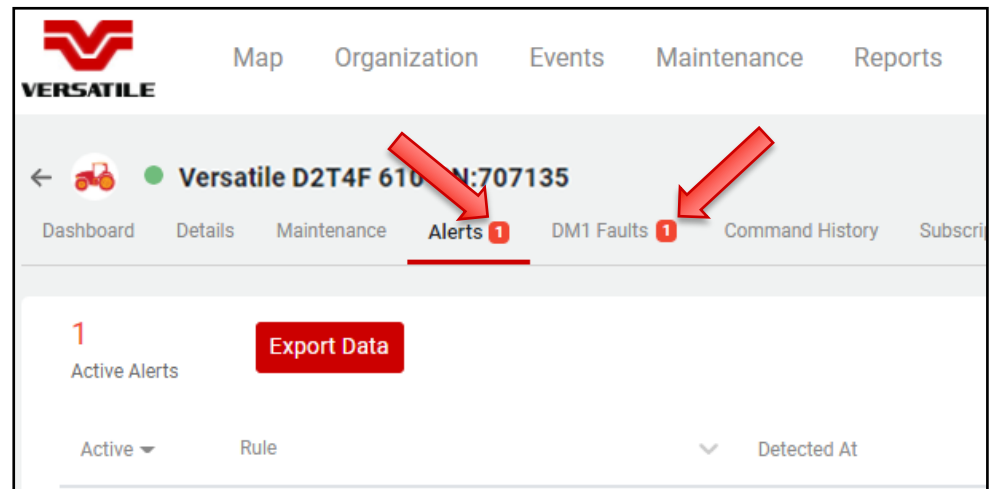 VERSATILE
Map Organization Events Maintenance Reports
Versatile D2T4F 610 N:707135
Dashboard Details Maintenance Alerts 1 DM1 Faults 1 Command History Subscri
1
Active Alerts
Export Data
Active Rule Detected At